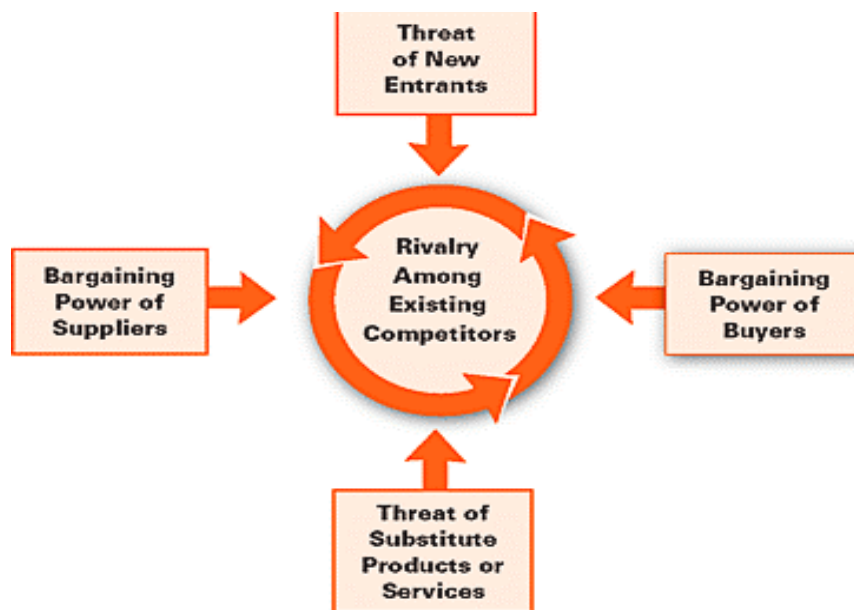 Threat
of New
Entrants
Rivalry
Among
Existing
Competitors
Bargaining
Power of
Suppliers
Bargaining
Power of
Buyers
Threat of
Substitute
Products or
Services